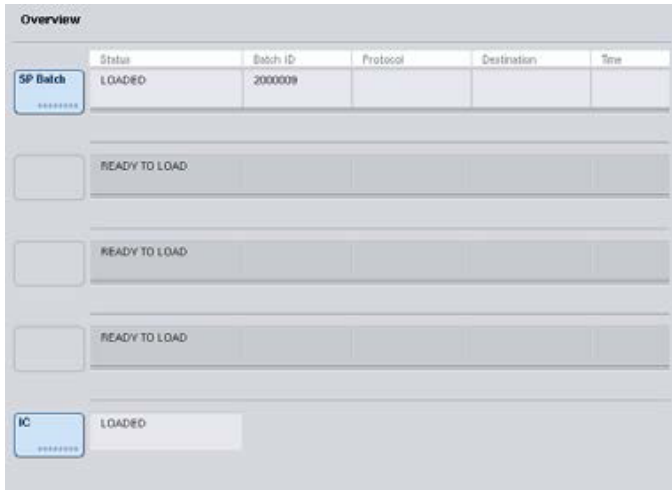 Overview
Status Batch ID Protocol Destination Time
SP Batch LOADED 2000009
READY TO LOAD
READY TO LOAD
READY TO LOAD
IC LOADED